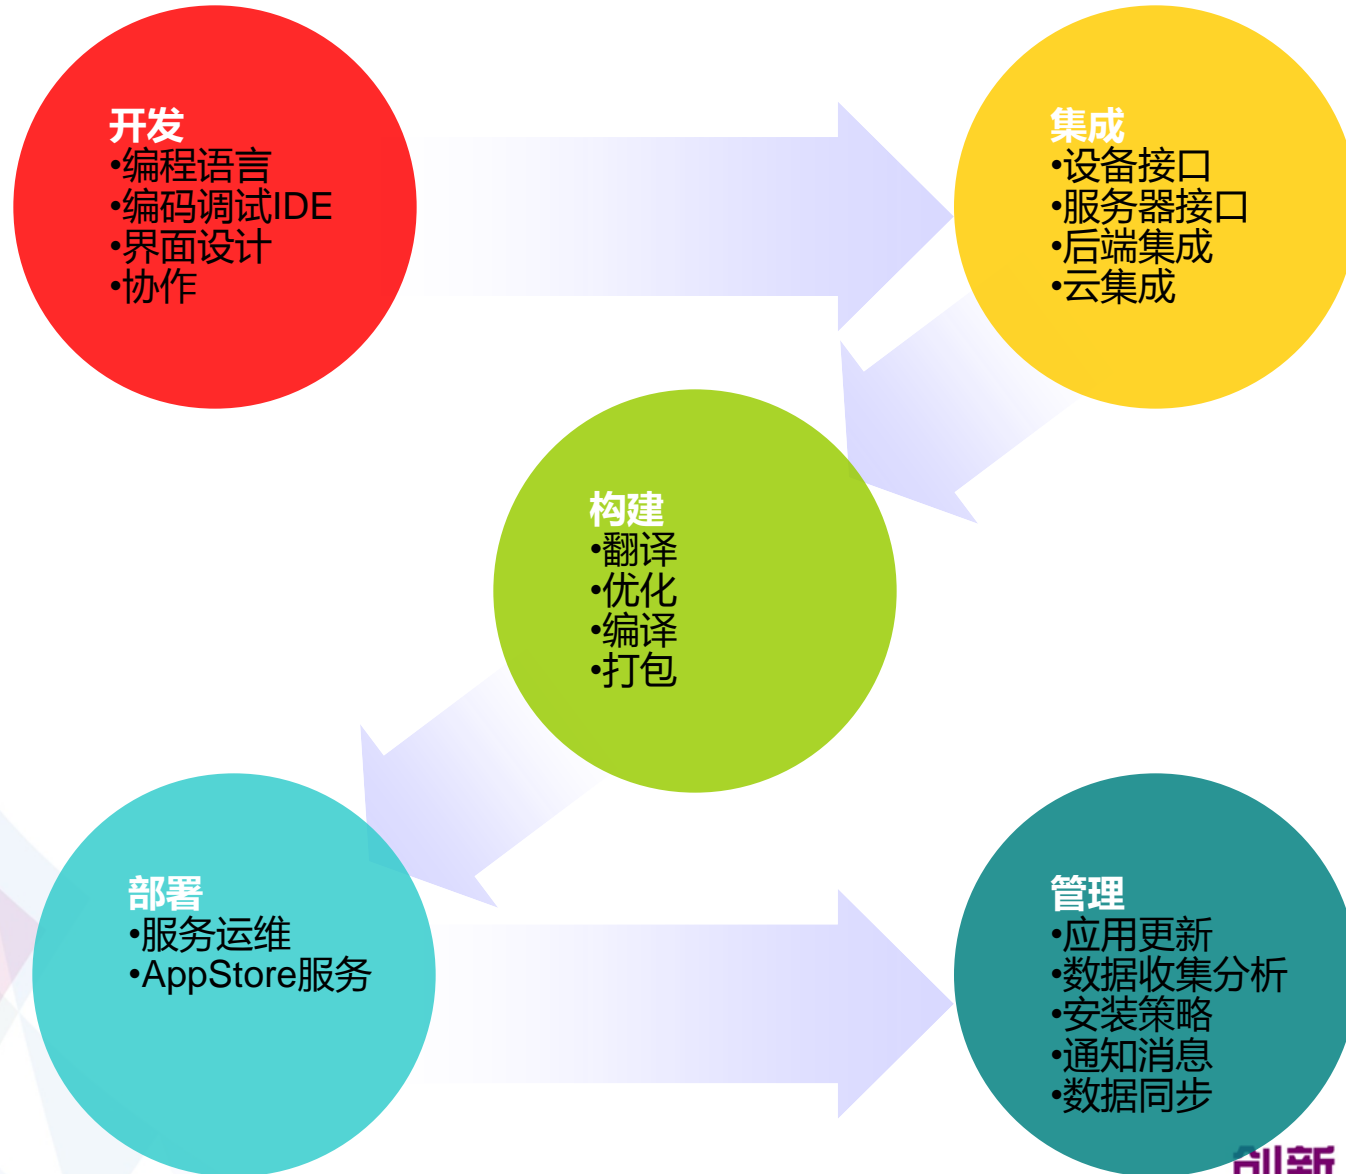 开发
•编程语言
•编码调试IDE
•界面设计
•协作
集成
•设备接口
•服务器接口
•后端集成
•云集成
构建
•翻译
•优化
•编译
•打包
部署
•服务运维
•AppStore服务
管理
•应用更新
•数据收集分析
•安装策略
•通知消息
•数据同步
创新